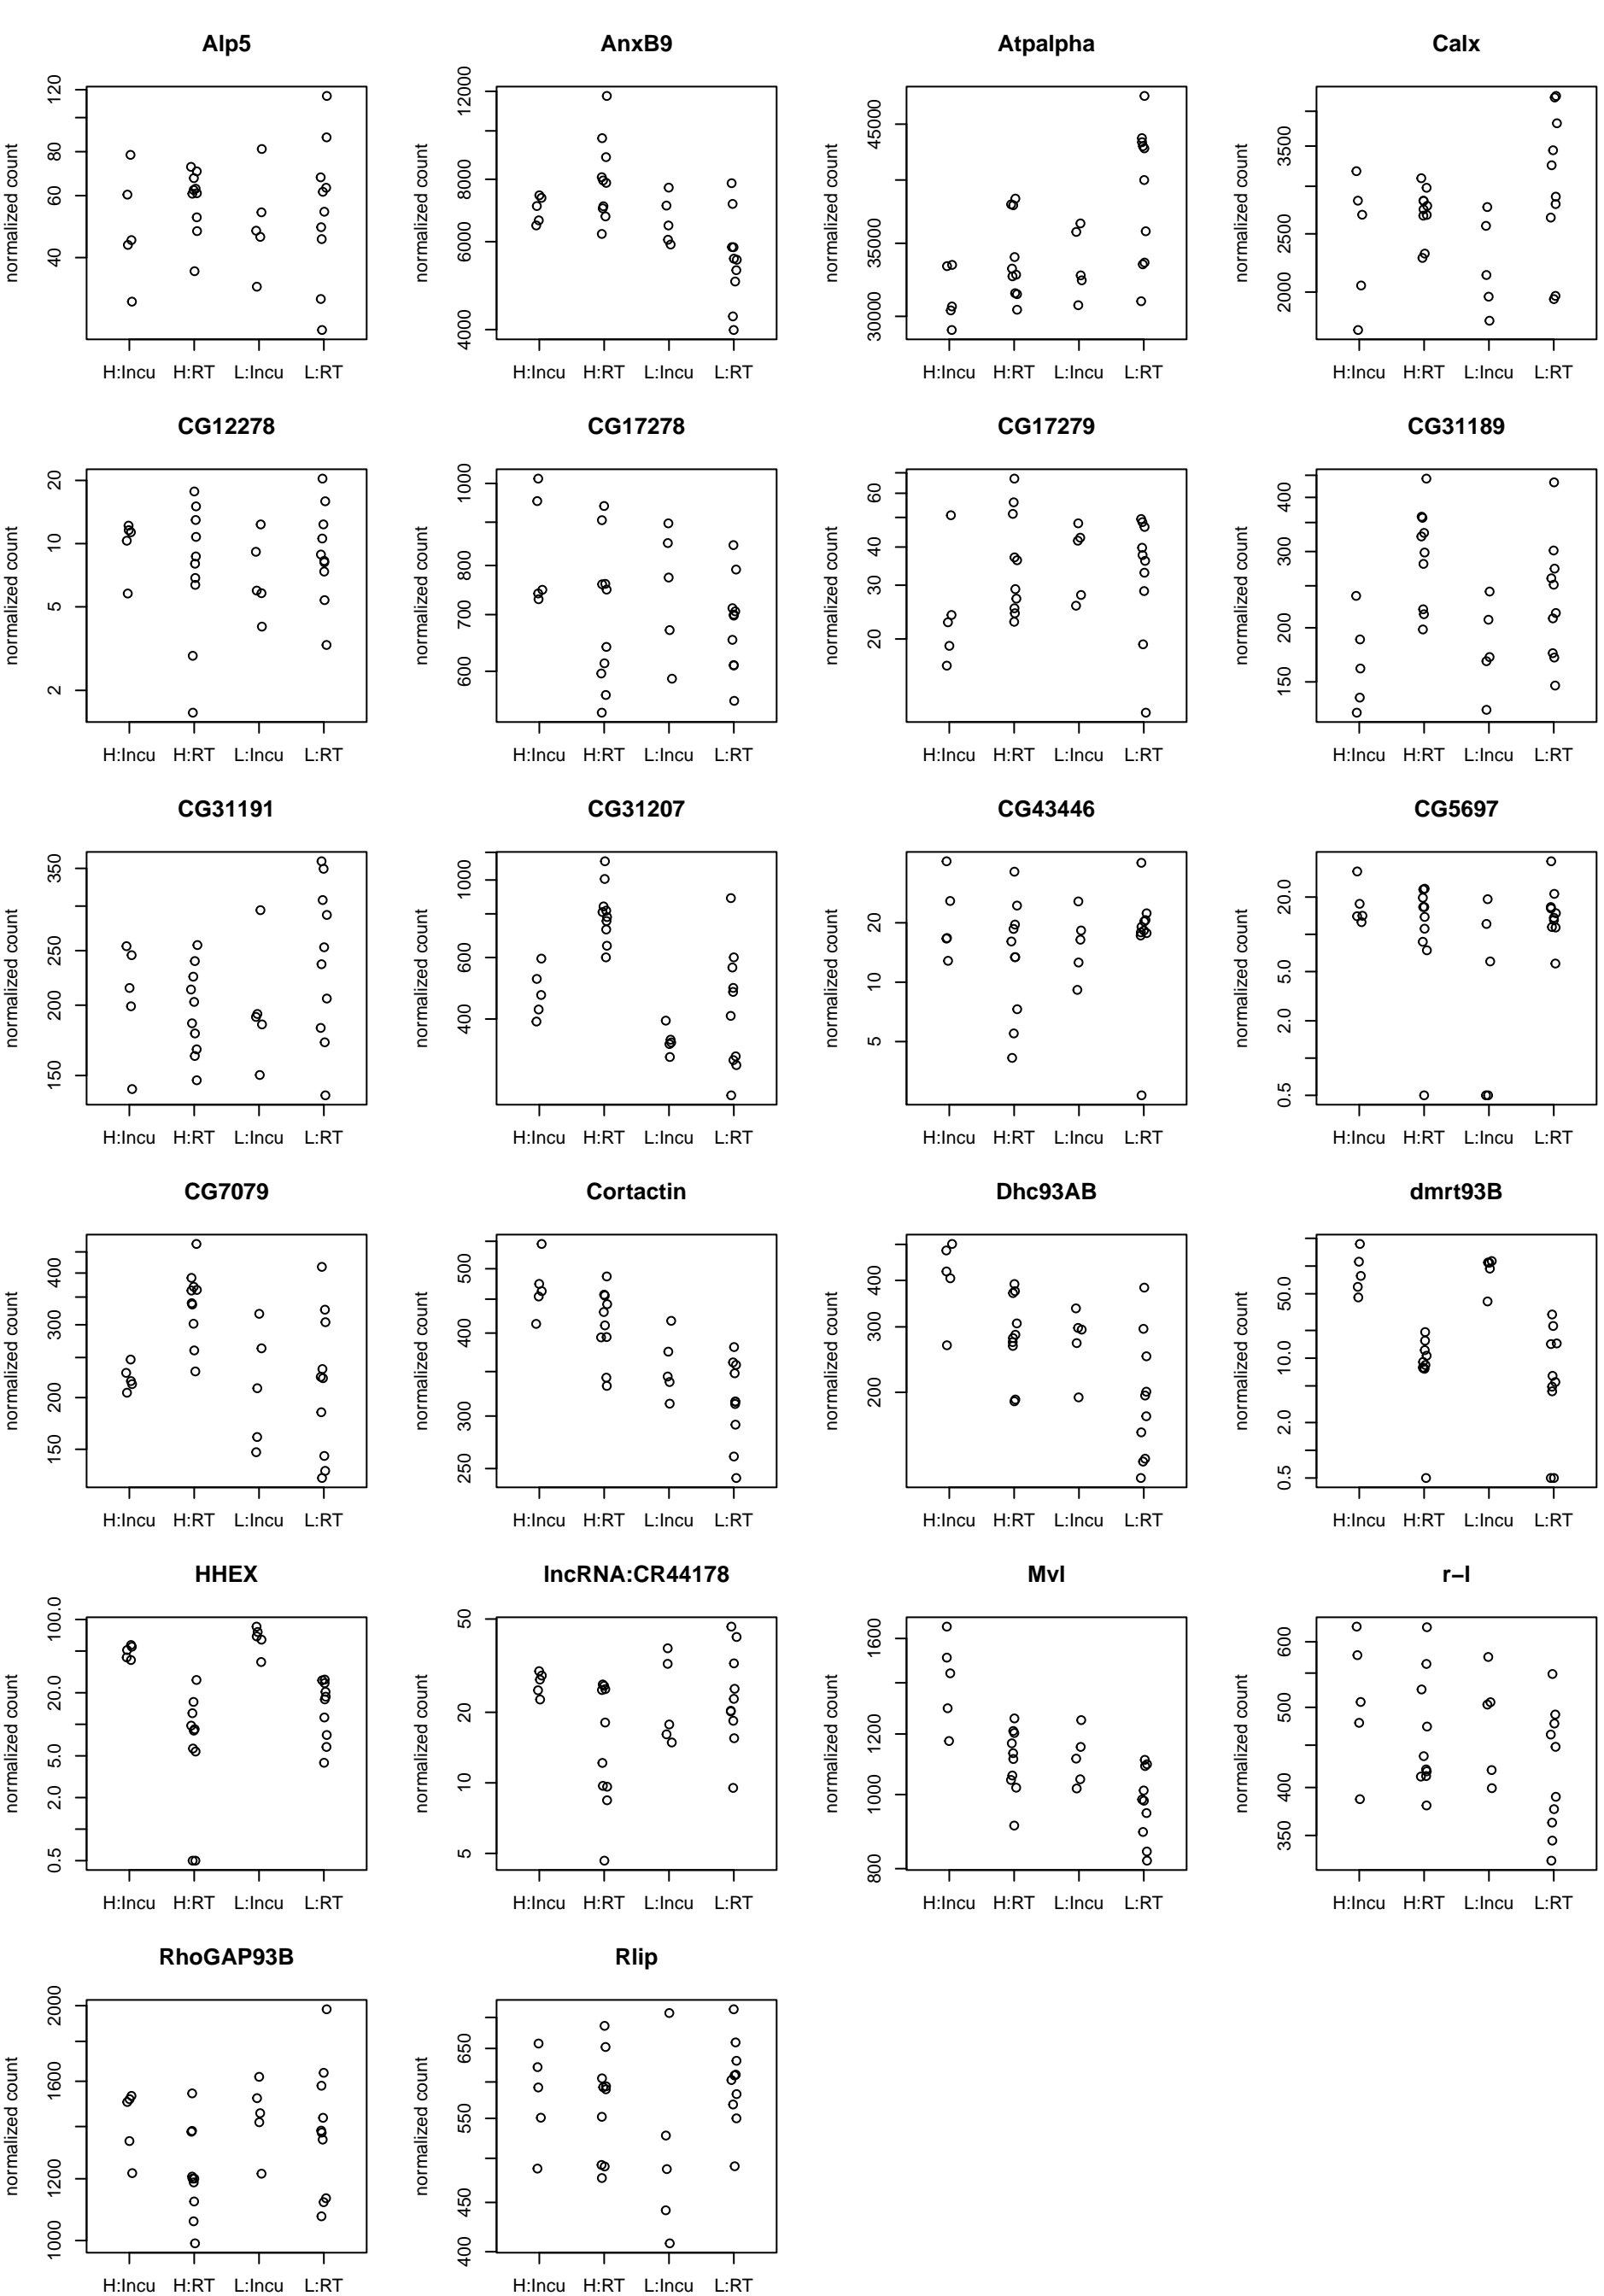 Alp5
AnxB9
Atpalpha
Calx
normalized count
40
60
80
120
H:Incu H:RT L:Incu L:RT
normalized count
4000
6000
8000
12000
H:Incu H:RT L:Incu L:RT
normalized count
30000
35000
45000
H:Incu H:RT L:Incu L:RT
normalized count
2000
2500
3500
H:Incu H:RT L:Incu L:RT
CG12278
CG17278
CG17279
CG31189
normalized count
2
5
10
20
H:Incu H:RT L:Incu L:RT
normalized count
600
700
800
1000
H:Incu H:RT L:Incu L:RT
normalized count
20
30
40
60
H:Incu H:RT L:Incu L:RT
normalized count
150
200
300
400
H:Incu H:RT L:Incu L:RT
CG31191
CG31207
CG43446
CG5697
normalized count
150
200
250
350
H:Incu H:RT L:Incu L:RT
normalized count
400
600
1000
H:Incu H:RT L:Incu L:RT
normalized count
5
10
20
H:Incu H:RT L:Incu L:RT
normalized count
0.5
2.0
5.0
20.0
H:Incu H:RT L:Incu L:RT
CG7079
Cortactin
Dhc93AB
dmrt93B
normalized count
150
200
300
400
H:Incu H:RT L:Incu L:RT
normalized count
250
300
400
500
H:Incu H:RT L:Incu L:RT
normalized count
200
300
400
H:Incu H:RT L:Incu L:RT
normalized count
0.5
2.0
10.0
50.0
H:Incu H:RT L:Incu L:RT
HHEX
lncRNA:CR44178
Mvl
r−l
normalized count
0.5
2.0
5.0
20.0
100.0
H:Incu H:RT L:Incu L:RT
normalized count
5
10
20
50
H:Incu H:RT L:Incu L:RT
normalized count
800
1000
1200
1600
H:Incu H:RT L:Incu L:RT
normalized count
350
400
500
600
H:Incu H:RT L:Incu L:RT
RhoGAP93B
Rlip
normalized count
1000
1200
1600
2000
H:Incu H:RT L:Incu L:RT
normalized count
400
450
550
650
H:Incu H:RT L:Incu L:RT